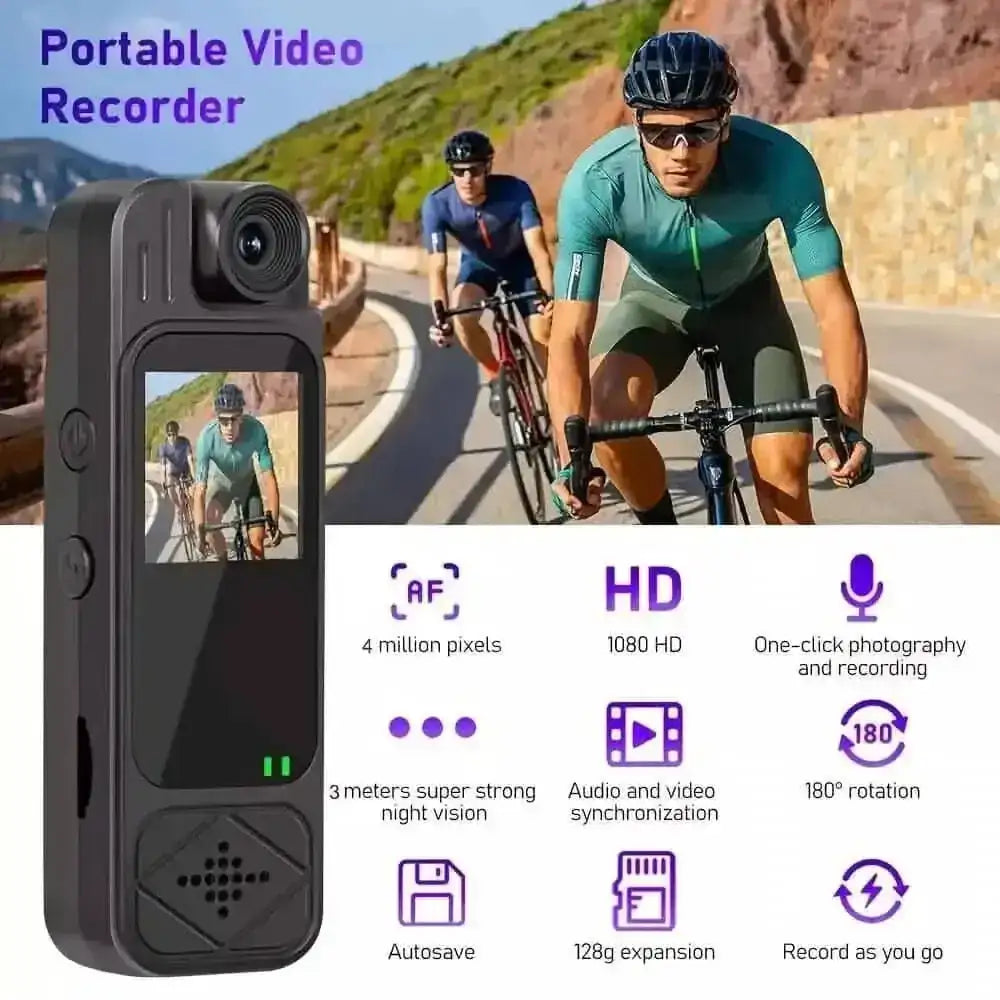 Portable Video
Recorder
AF
4 million pixels
HD
1080 HD
One-click photography
and recording
3 meters super strong
night vision
Audio and video
synchronization
180
180° rotation
Autosave
128g expansion
Record as you go